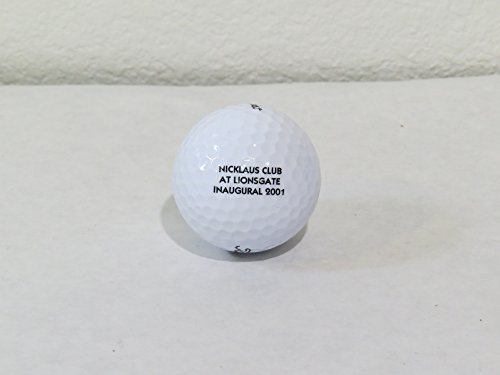 NICKLAUS CLUB
AT LIONSGATE
INAUGURAL 2001